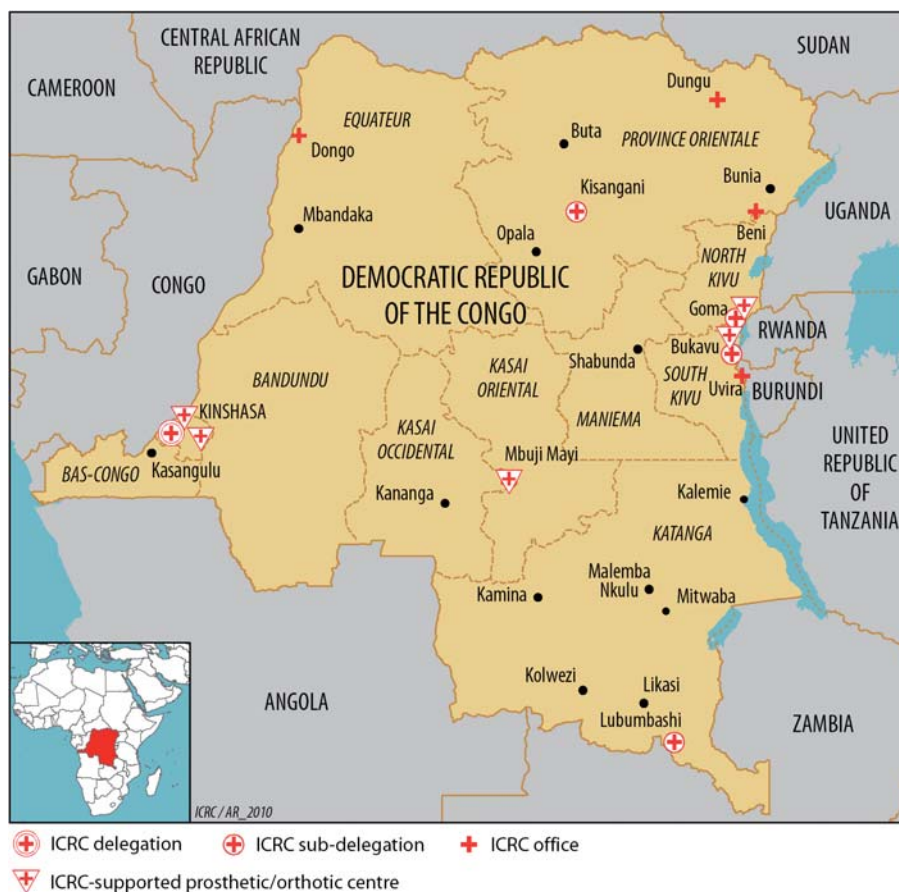 CENTRAL AFRICAN
REPUBLIC
SUDAN
CAMEROON
Dungu
EQUATEUR
Dongo
Buta
PROVINCE ORIENTALE
Kisangani
Bunia
Mbandaka
Beni
UGANDA
Opala
NORTH
KIVU
GABON
CONGO
DEMOCRATIC REPUBLIC
OF THE CONGO
Goma
RWANDA
Bukavu
Shabunda
KASAI
ORIENTAL
SOUTH
KIVU
Uvira
BURUNDI
BANDUNDU
KINSHASA
MANIEMA
KASAI
OCCIDENTAL
UNITED
REPUBLIC
OF
TANZANIA
Mbuji Mayi
BAS-CONGO
Kasangulu
Kananga
Kalemie
KATANGA
Malemba
Nkulu
Kamina
Mitwaba
Kolwezi
Likasi
Lubumbashi
ANGOLA
ZAMBIA
ICRC / AR_2010
ICRC delegation
ICRC sub-delegation
ICRC office
ICRC-supported prosthetic/orthotic centre